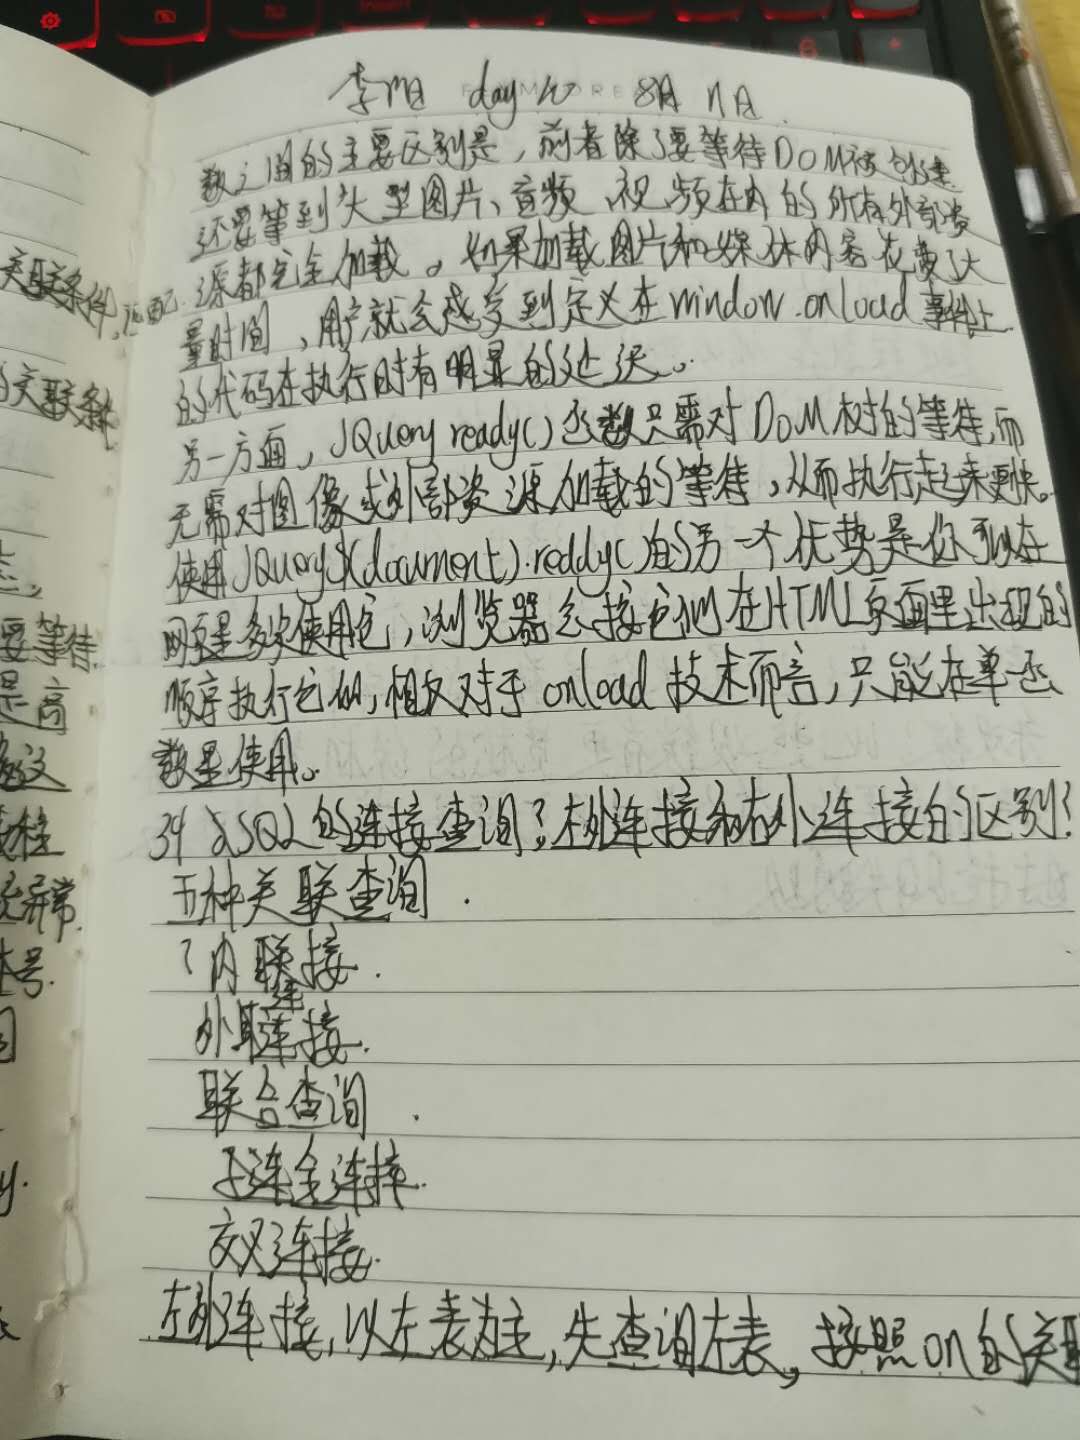 关联条件,匹配.
的关联条件
要等待
是高
异常.
本号.
李阳 day 10 8月11日
数之间的主要区别是，前者除了要等待DOM被创建
还要等到大型图片、音频、视频在内的所有外部资
源都完全加载。如果加载图片和媒体内容花费了大
量时间，用户就会感受到定义在window.onload事件上
的代码在执行时有明显的延迟。
另一方面，JQuery ready()函数只需对DOM树的等待，而
无需对图像或外部资源加载的等待，从而执行起来更快。
使用JQuery$(document).reddy()的另一个优势是你可以在
网页里多次使用它，浏览器会按它们在HTML页面里出现的
顺序执行它们，相反对于onload技术而言，只能在单一函
数里使用。
34、SQL的连接查询？左外连接和右外连接的区别？
五种关联查询
内联接.
外联连接.
联合查询
全连接.
交叉连接.
左外连接，以左表为主，先查询左表，按照on的关联